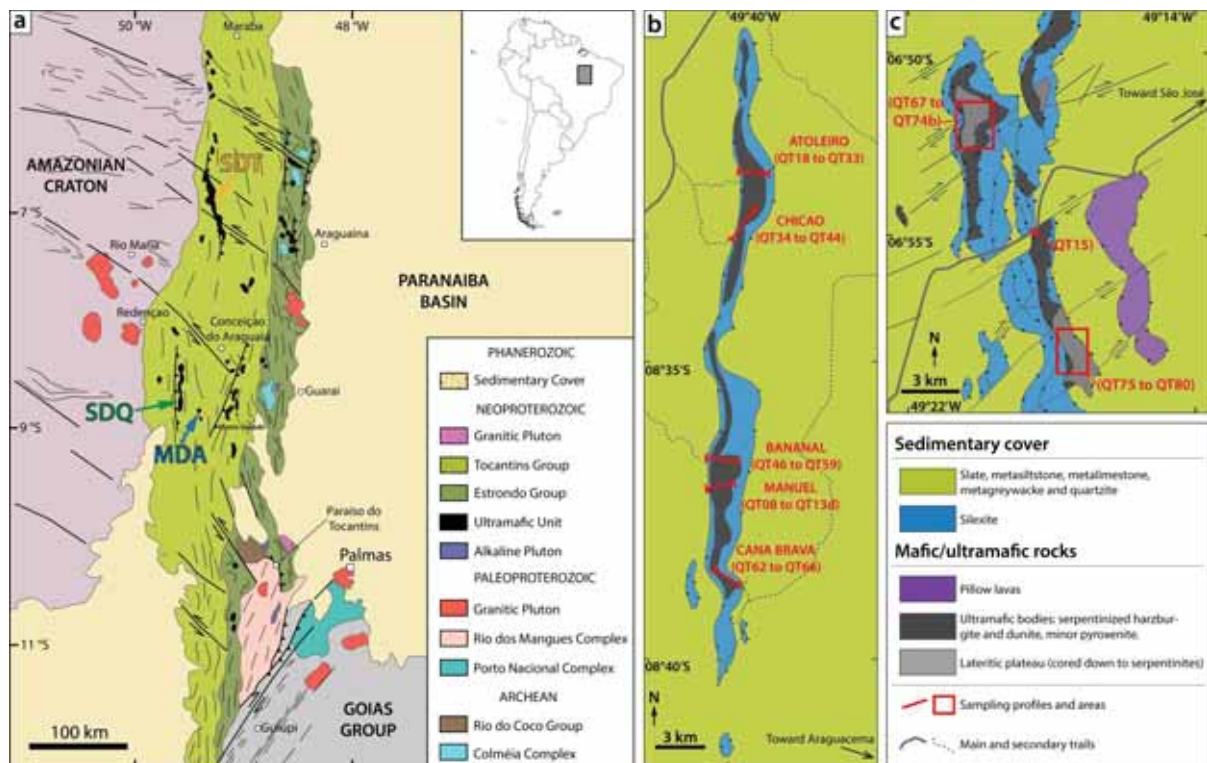 a
50 °W
48 °W
Maraba
AMAZONIAN
CRATON
SDT
7°S
Rio Maria
Araguaina
PARANAIBA
BASIN
Redençao
Conceiçao
do Araguaia
SDQ
Guarai
9°S
MDA
Paraiso do
Tocantins
Palmas
11 °S
Gurupi
GOIAS
GROUP
100 km
PHANEROZOIC
Sedimentary Cover
NEOPROTEROZOIC
Granitic Pluton
Tocantins Group
Estrondo Group
Ultramafic Unit
Alkaline Pluton
PALEOPROTEROZOIC
Granitic Pluton
Rio dos Mangues Complex
Porto Nacional Complex
ARCHEAN
Rio do Coco Group
Colméia Complex
b
49°40'W
ATOLEIRO
(QT18 to QT33)
CHICAO
(QT34 to QT44)
08°35'S
BANANAL
(QT46 to QT59)
MANUEL
(QT08 to QT13d)
CANA BRAVA
(QT62 to QT66)
08°40'S
N
3 km
Toward Araguacema
c
49°14'W
06°50'S
Toward São José
(QT67 to
QT74b)
06°55'S
(QT15)
N
3 km
(QT75 to QT80)
49°22'W
Sedimentary cover
Slate, metasiltstone, metalimestone,
metagreywacke and quartzite
Silexite
Mafic/ultramafic rocks
Pillow lavas
Ultramafic bodies: serpentinized harzbur-
gite and dunite, minor pyroxenite.
Lateritic plateau (cored down to serpentinites)
Sampling profiles and areas
Main and secondary trails